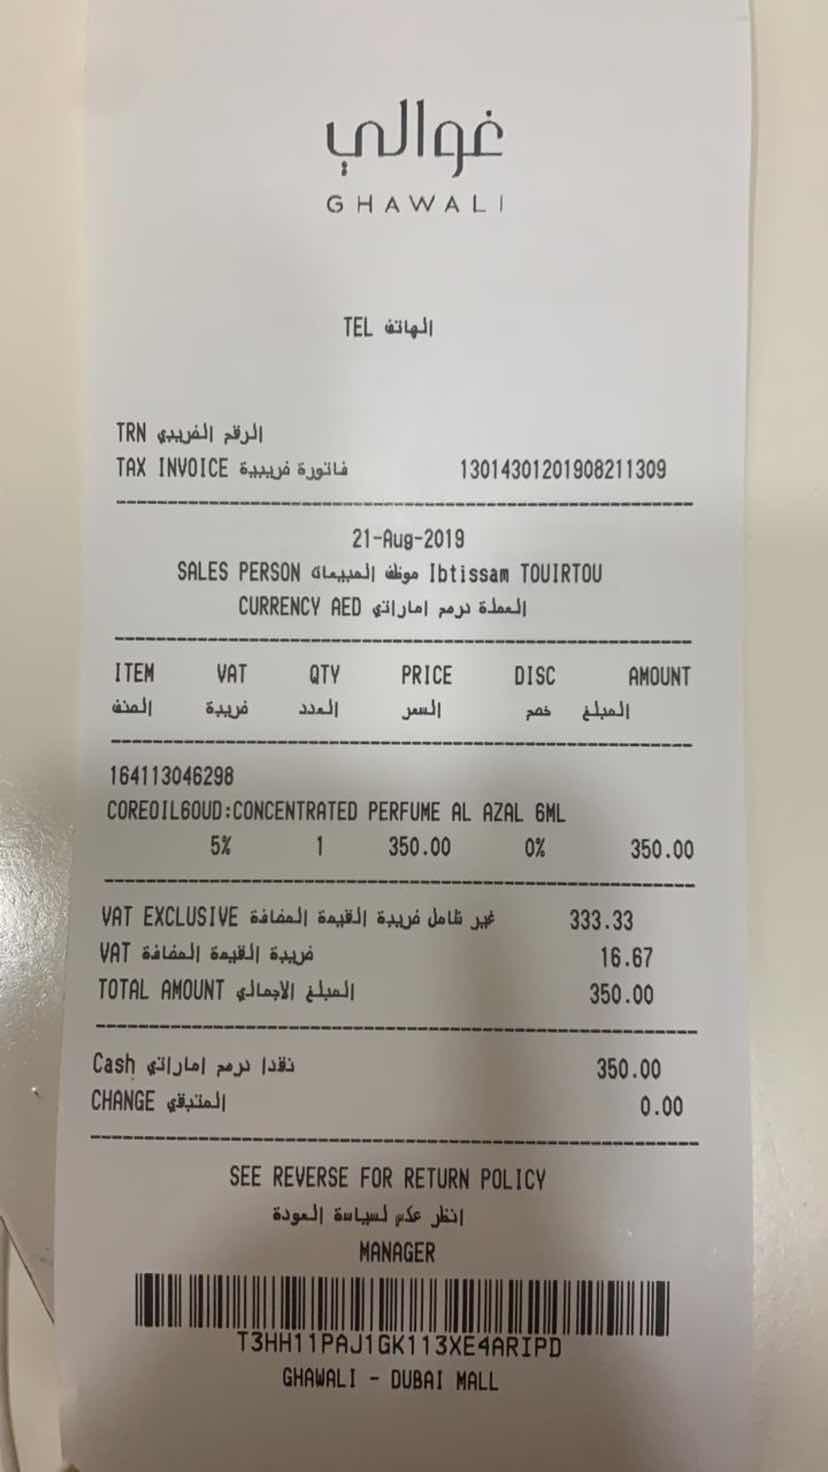 غوالي
GHAWALI
TEL الهاتف
TRN الرقم الضريبي
TAX INVOICE فاتورة ضريبية 13014301201908211309
21-Aug-2019
SALES PERSON موظف المبيعات Ibtissam TOUIRTOU
CURRENCY AED العملة درهم اماراتي
ITEM VAT QTY PRICE DISC AMOUNT
الصنف ضريبة العدد السعر خصم المبلغ
164113046298
COREOIL6OUD:CONCENTRATED PERFUME AL AZAL 6ML
5% 1 350.00 0% 350.00
VAT EXCLUSIVE غير شامل ضريبة القيمة المضافة 333.33
VAT ضريبة القيمة المضافة 16.67
TOTAL AMOUNT المبلغ الاجمالي 350.00
Cash نقدا درهم اماراتي 350.00
CHANGE المتبقي 0.00
SEE REVERSE FOR RETURN POLICY
انظر عكس لسياسة العودة
MANAGER
T3HH11PAJ1GK113XE4ARIPD
GHAWALI - DUBAI MALL